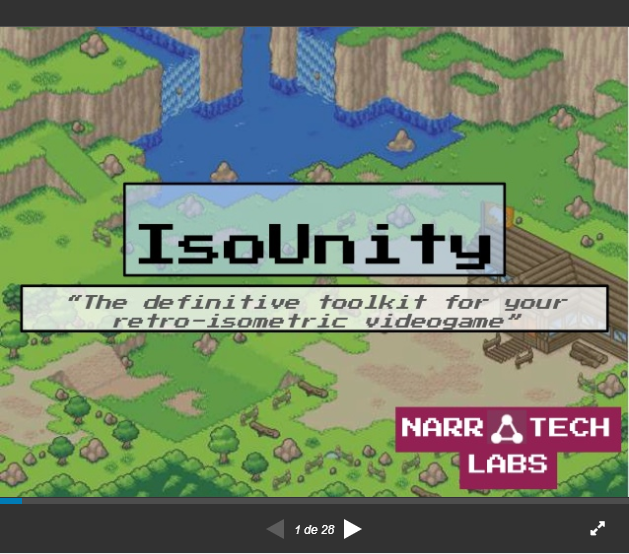 IsoUnity
“The definitive toolkit for your
retro-isometric videogame”
NARR TECH
LABS
1 de 28